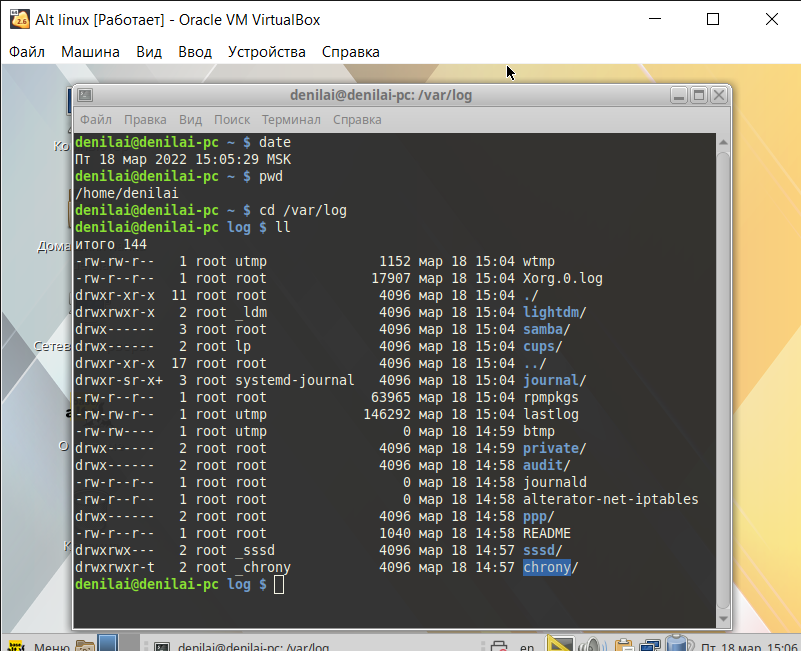 Alt linux [Работает] - Oracle VM VirtualBox
Файл Машина Вид Ввод Устройства Справка
denilai@denilai-pc: /var/log
Файл Правка Вид Поиск Терминал Справка
denilai@denilai-pc ~ $ date
Пт 18 мар 2022 15:05:29 MSK
denilai@denilai-pc ~ $ pwd
/home/denilai
denilai@denilai-pc ~ $ cd /var/log
denilai@denilai-pc log $ ll
итого 144
-rw-rw-r-- 1 root utmp 1152 мар 18 15:04 wtmp
-rw-r--r-- 1 root root 17907 мар 18 15:04 Xorg.0.log
drwxr-xr-x 11 root root 4096 мар 18 15:04 ./
drwxrwxr-x 2 root _ldm 4096 мар 18 15:04 lightdm/
drwx------ 3 root root 4096 мар 18 15:04 samba/
drwx------ 2 root lp 4096 мар 18 15:04 cups/
drwxr-xr-x 17 root root 4096 мар 18 15:04 ../
drwxr-sr-x+ 3 root systemd-journal 4096 мар 18 15:04 journal/
-rw-r--r-- 1 root root 63965 мар 18 15:04 rpmpkgs
-rw-rw-r-- 1 root utmp 146292 мар 18 15:04 lastlog
-rw-rw---- 1 root utmp 0 мар 18 14:59 btmp
drwx------ 2 root root 4096 мар 18 14:59 private/
drwx------ 2 root root 4096 мар 18 14:58 audit/
-rw-r--r-- 1 root root 0 мар 18 14:58 journald
-rw-r--r-- 1 root root 0 мар 18 14:58 alterator-net-iptables
drwx------ 2 root root 4096 мар 18 14:58 ppp/
-rw-r--r-- 1 root root 1040 мар 18 14:58 README
drwxrwx--- 2 root _sssd 4096 мар 18 14:57 sssd/
drwxrwxr-t 2 root _chrony 4096 мар 18 14:57 chrony/
denilai@denilai-pc log $
Меню denilai@denilai-pc: /var/log en Пт 18 мар, 15:06